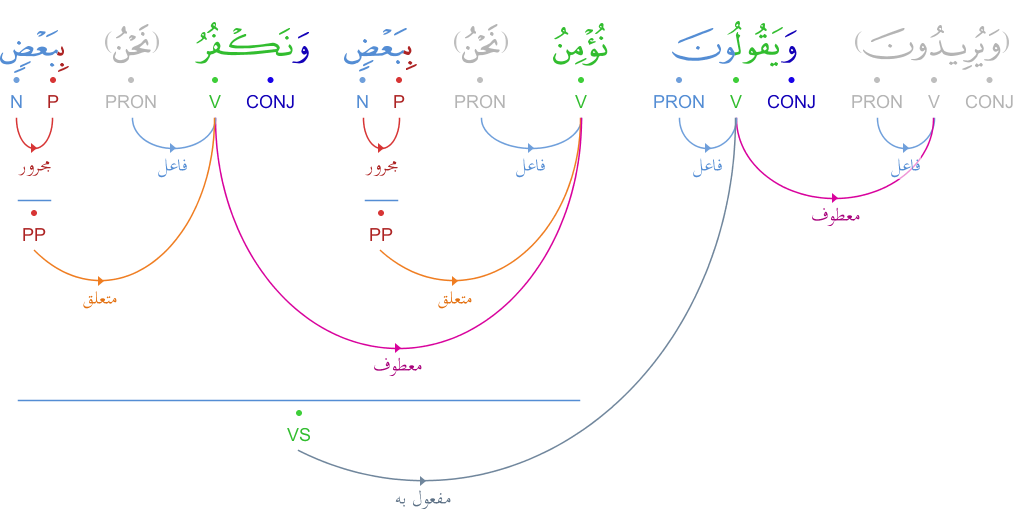 (وَيُرِيدُونَ) وَيَقُولُونَ نُؤْمِنُ (نَحْنُ) بِبَعْضٍ وَنَكْفُرُ (نَحْنُ) بِبَعْضٍ
CONJ V PRON CONJ V PRON V PRON P N CONJ V PRON P N
فاعل فاعل فاعل مجرور فاعل مجرور
معطوف
PP PP
متعلق متعلق
معطوف
VS
مفعول به